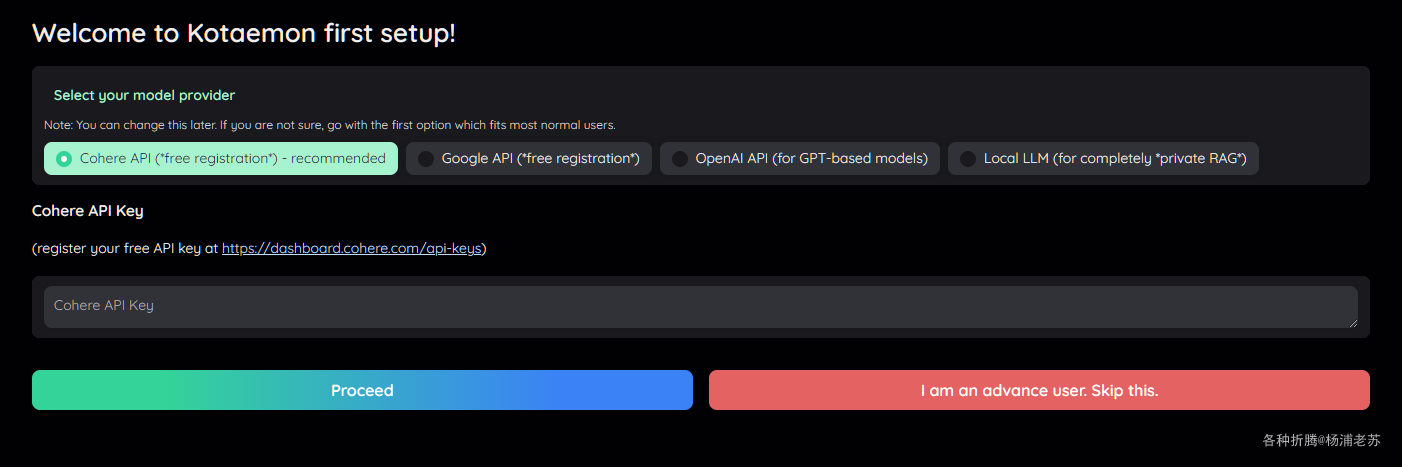 Welcome to Kotaemon first setup!
Select your model provider
Note: You can change this later. If you are not sure, go with the first option which fits most normal users.
Cohere API (*free registration*) - recommended Google API (*free registration*) OpenAI API (for GPT-based models) Local LLM (for completely *private RAG*)
Cohere API Key
(register your free API key at https://dashboard.cohere.com/api-keys)
Cohere API Key
Proceed I am an advance user. Skip this.
各种折腾@杨浦老苏